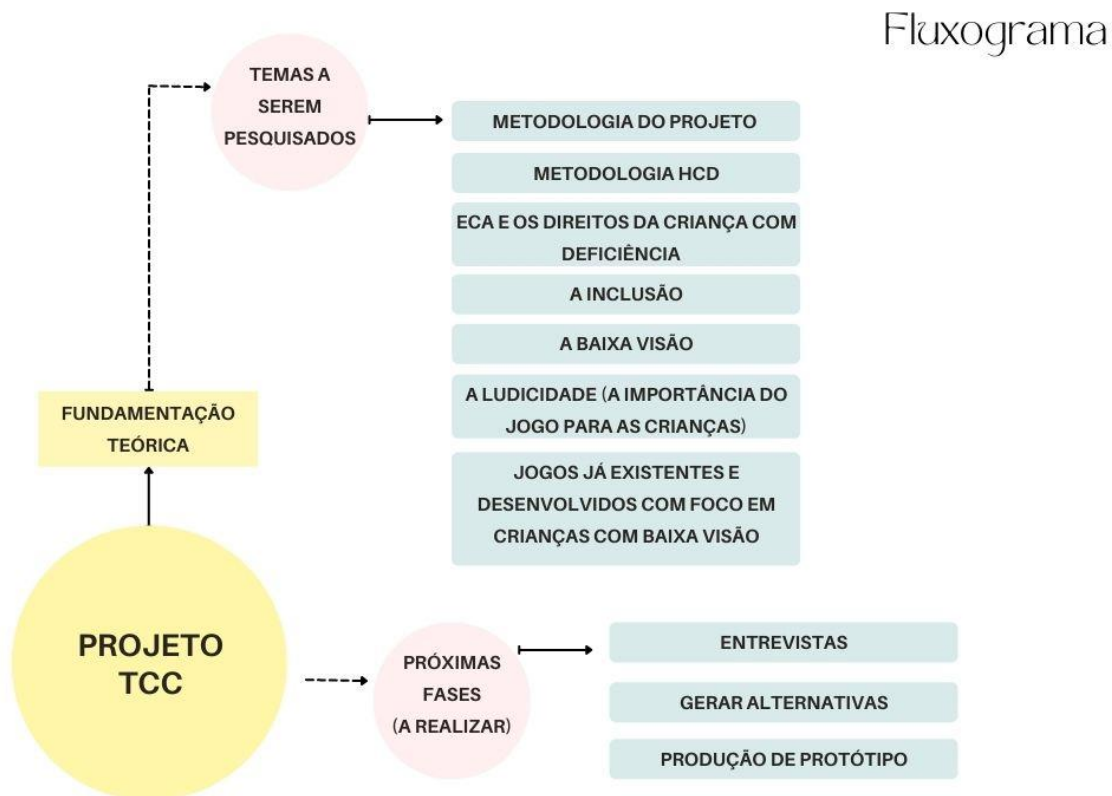 Fluxograma
TEMAS A
SEREM
PESQUISADOS
METODOLOGIA DO PROJETO
METODOLOGIA HCD
ECA E OS DIREITOS DA CRIANÇA COM
DEFICIÊNCIA
A INCLUSÃO
A BAIXA VISÃO
A LUDICIDADE (A IMPORTÂNCIA DO
JOGO PARA AS CRIANÇAS)
JOGOS JÁ EXISTENTES E
DESENVOLVIDOS COM FOCO EM
CRIANÇAS COM BAIXA VISÃO
FUNDAMENTAÇÃO
TEÓRICA
PROJETO
TCC
PRÓXIMAS
FASES
(A REALIZAR)
ENTREVISTAS
GERAR ALTERNATIVAS
PRODUÇÃO DE PROTÓTIPO